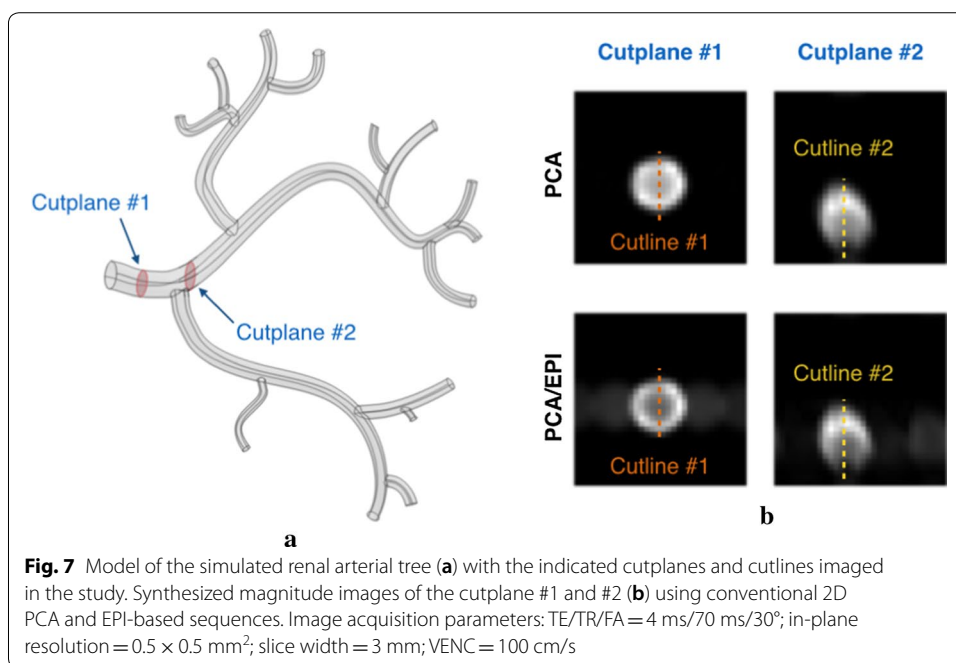 Cutplane #1
Cutplane #2
a
Cutplane #1 Cutplane #2
PCA
Cutline #1
Cutline #2
PCA/EPI
Cutline #1
Cutline #2
b
Fig. 7 Model of the simulated renal arterial tree (a) with the indicated cutplanes and cutlines imaged
in the study. Synthesized magnitude images of the cutplane #1 and #2 (b) using conventional 2D
PCA and EPI-based sequences. Image acquisition parameters: TE/TR/FA = 4 ms/70 ms/30°; in-plane
resolution = 0.5 × 0.5 mm²; slice width = 3 mm; VENC = 100 cm/s